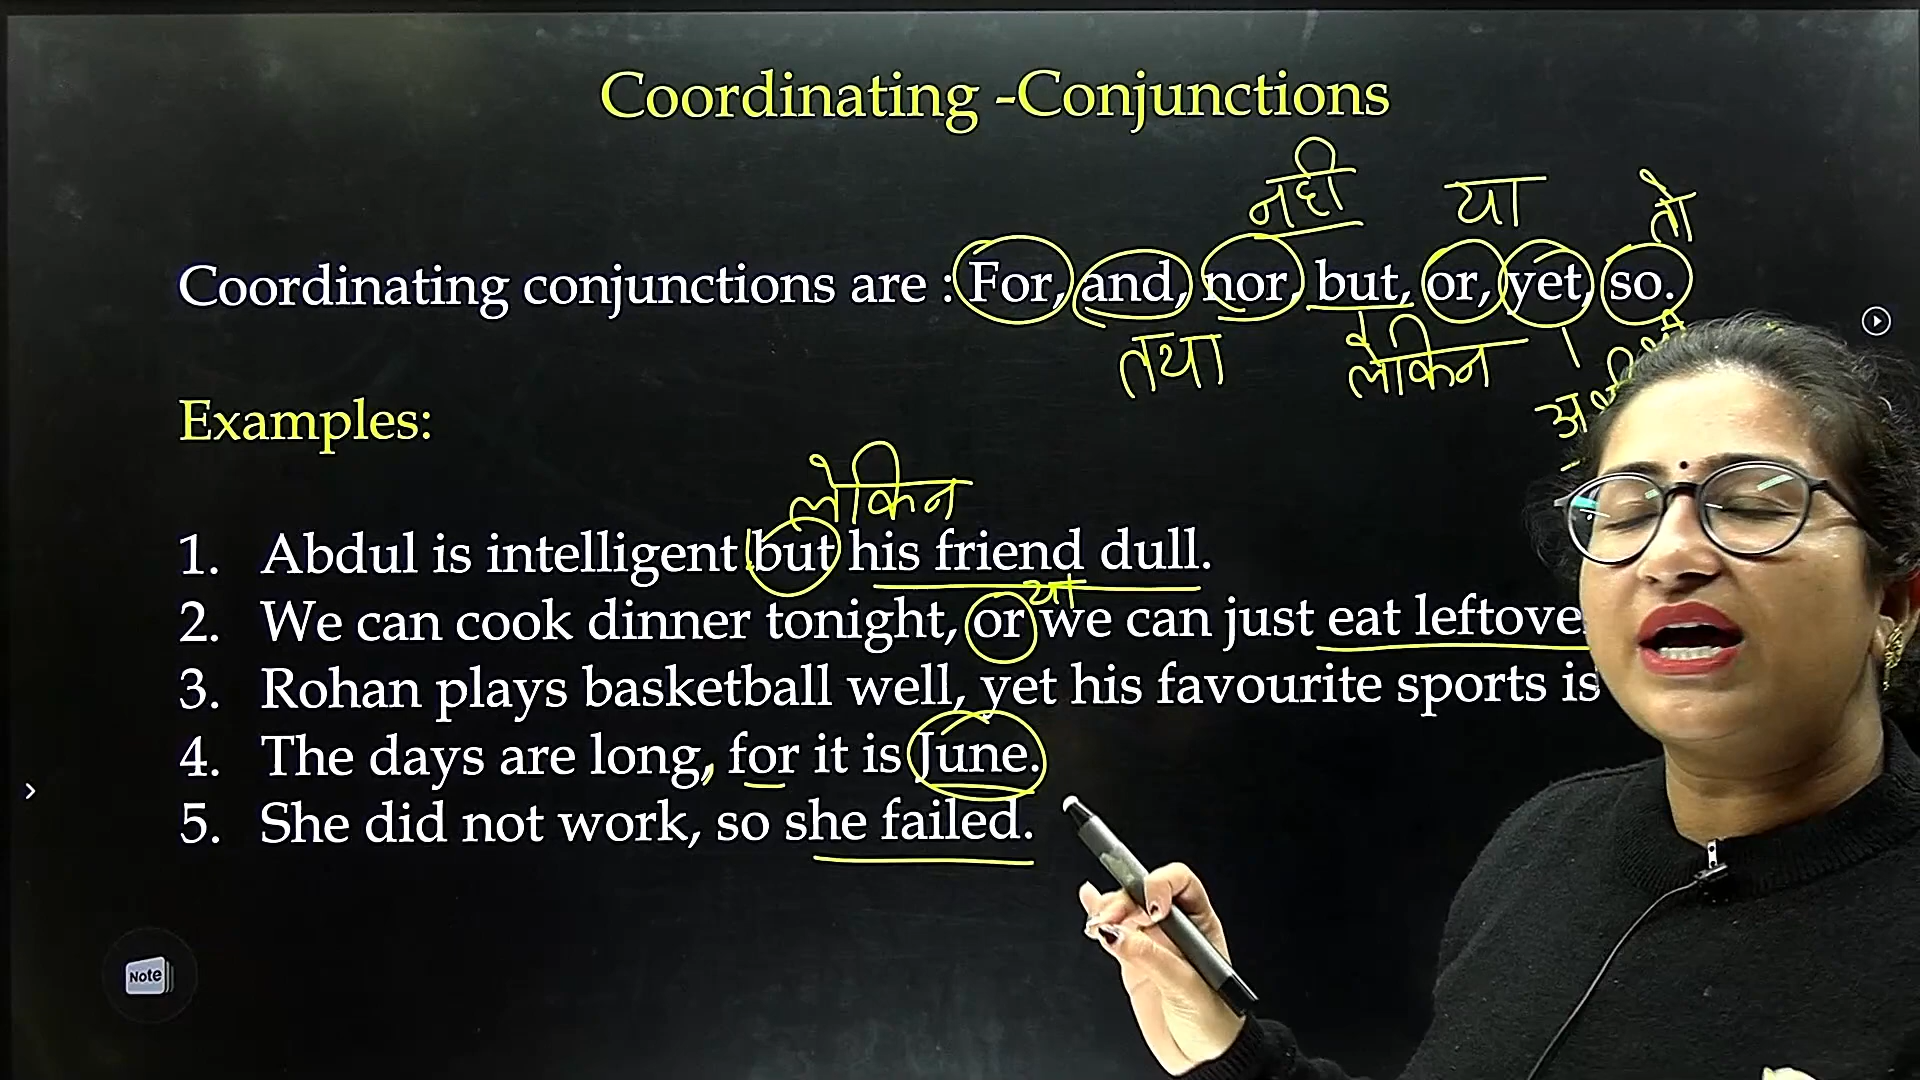 Coordinating -Conjunctions
नही या तो
Coordinating conjunctions are : For, and, nor, but, or, yet, so.
तथा लेकिन
Examples:
लेकिन
1. Abdul is intelligent but his friend dull.
या
2. We can cook dinner tonight, or we can just eat
3. Rohan plays basketball well, yet his favourite sports is
4. The days are long, for it is June.
5. She did not work, so she failed.
Note